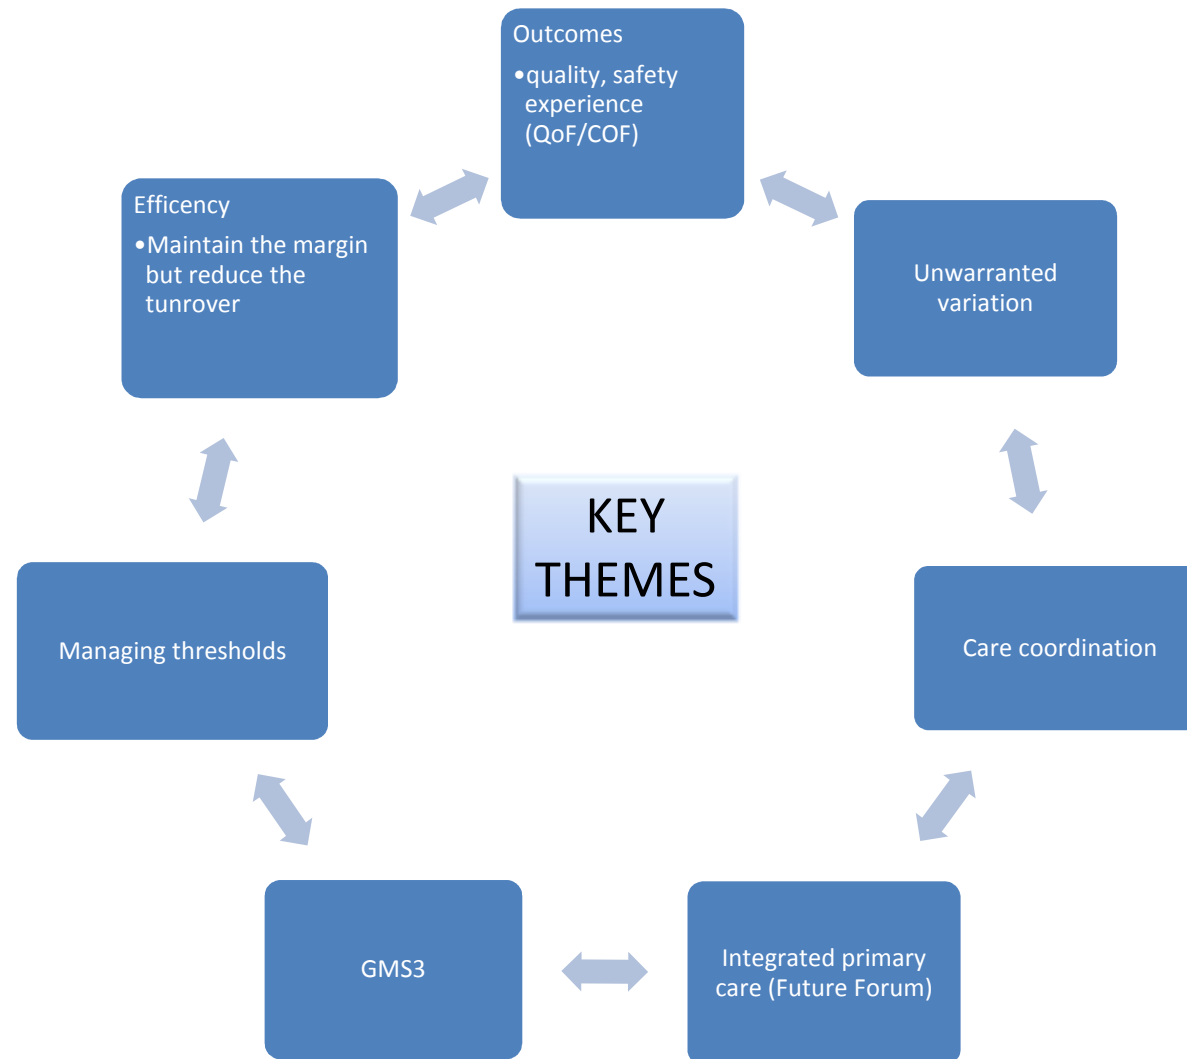 Outcomes
•quality, safety
experience
(QoF/COF)
Efficency
•Maintain the margin
but reduce the
tunrover
Unwarranted
variation
KEY
THEMES
Managing thresholds
Care coordination
GMS3
Integrated primary
care (Future Forum)